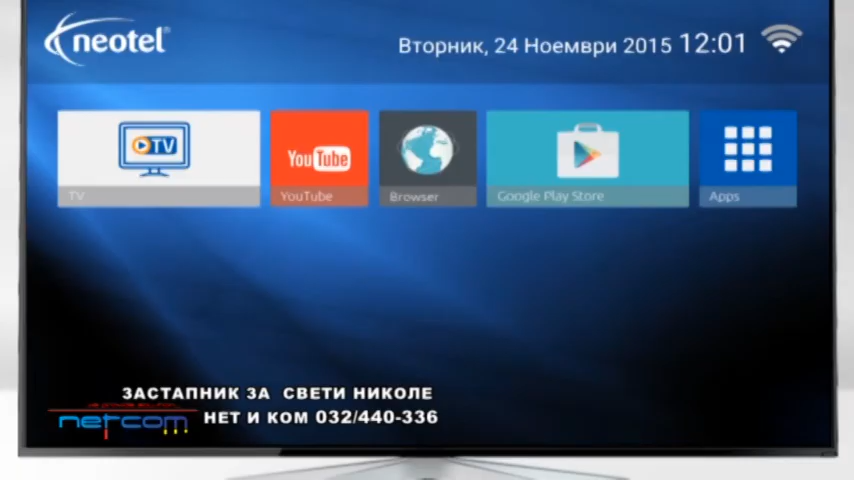 neotel
Вторник, 24 Ноември 2015 12:01
TV
YouTube
TV
YouTube
Browser
Google Play Store
Apps
ЗАСТАПНИК ЗА СВЕТИ НИКОЛЕ
netcom НЕТ И КОМ 032/440-336